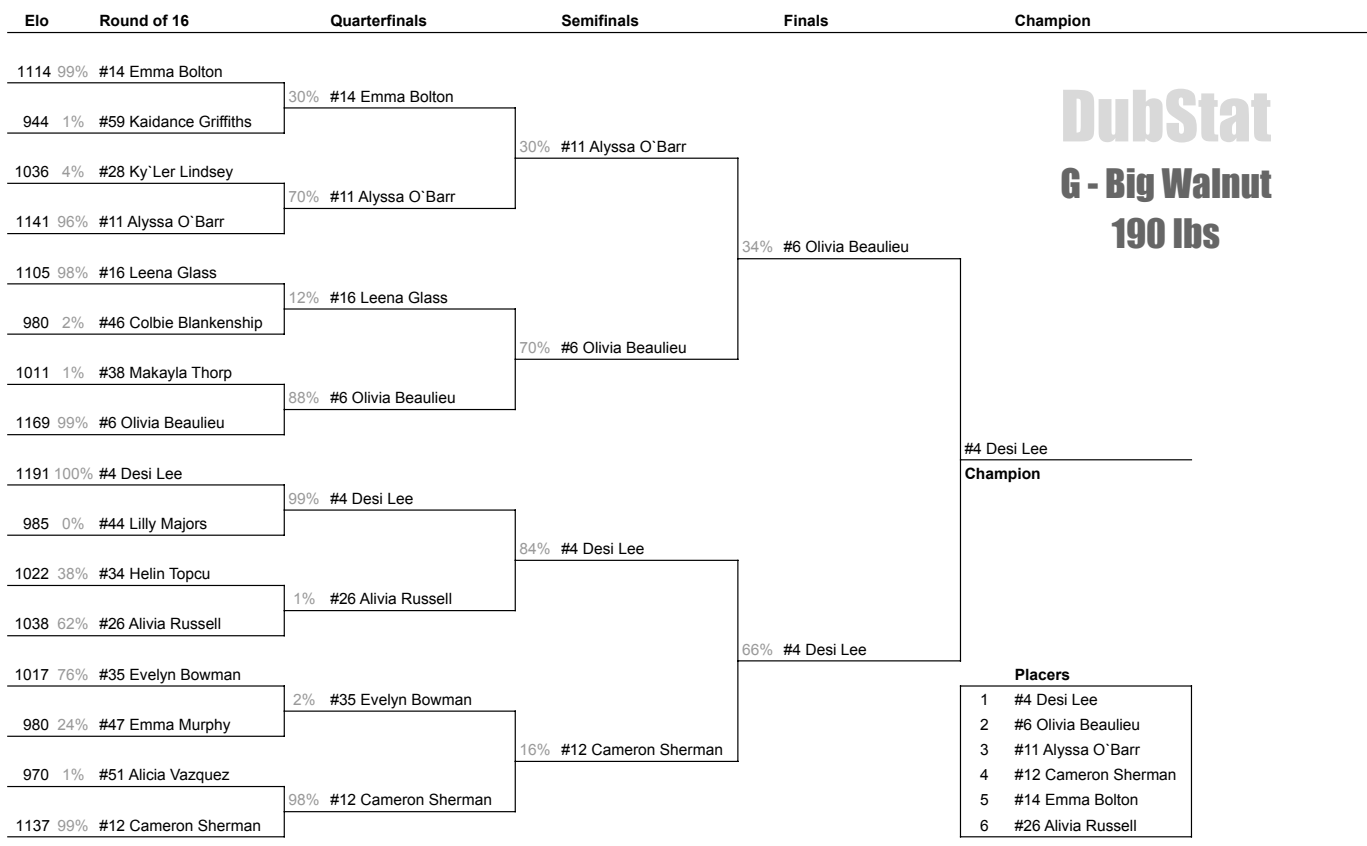 Elo Round of 16 Quarterfinals Semifinals Finals Champion
1114 99% #14 Emma Bolton
30% #14 Emma Bolton
944 1% #59 Kaidance Griffiths
30% #11 Alyssa O`Barr
1036 4% #28 Ky`Ler Lindsey
70% #11 Alyssa O`Barr
1141 96% #11 Alyssa O`Barr
DubStat
G - Big Walnut
190 lbs
34% #6 Olivia Beaulieu
1105 98% #16 Leena Glass
12% #16 Leena Glass
980 2% #46 Colbie Blankenship
70% #6 Olivia Beaulieu
1011 1% #38 Makayla Thorp
88% #6 Olivia Beaulieu
1169 99% #6 Olivia Beaulieu
#4 Desi Lee
Champion
1191 100% #4 Desi Lee
99% #4 Desi Lee
985 0% #44 Lilly Majors
84% #4 Desi Lee
1022 38% #34 Helin Topcu
1% #26 Alivia Russell
1038 62% #26 Alivia Russell
66% #4 Desi Lee
1017 76% #35 Evelyn Bowman
2% #35 Evelyn Bowman
980 24% #47 Emma Murphy
16% #12 Cameron Sherman
970 1% #51 Alicia Vazquez
98% #12 Cameron Sherman
1137 99% #12 Cameron Sherman
Placers
1 #4 Desi Lee
2 #6 Olivia Beaulieu
3 #11 Alyssa O`Barr
4 #12 Cameron Sherman
5 #14 Emma Bolton
6 #26 Alivia Russell